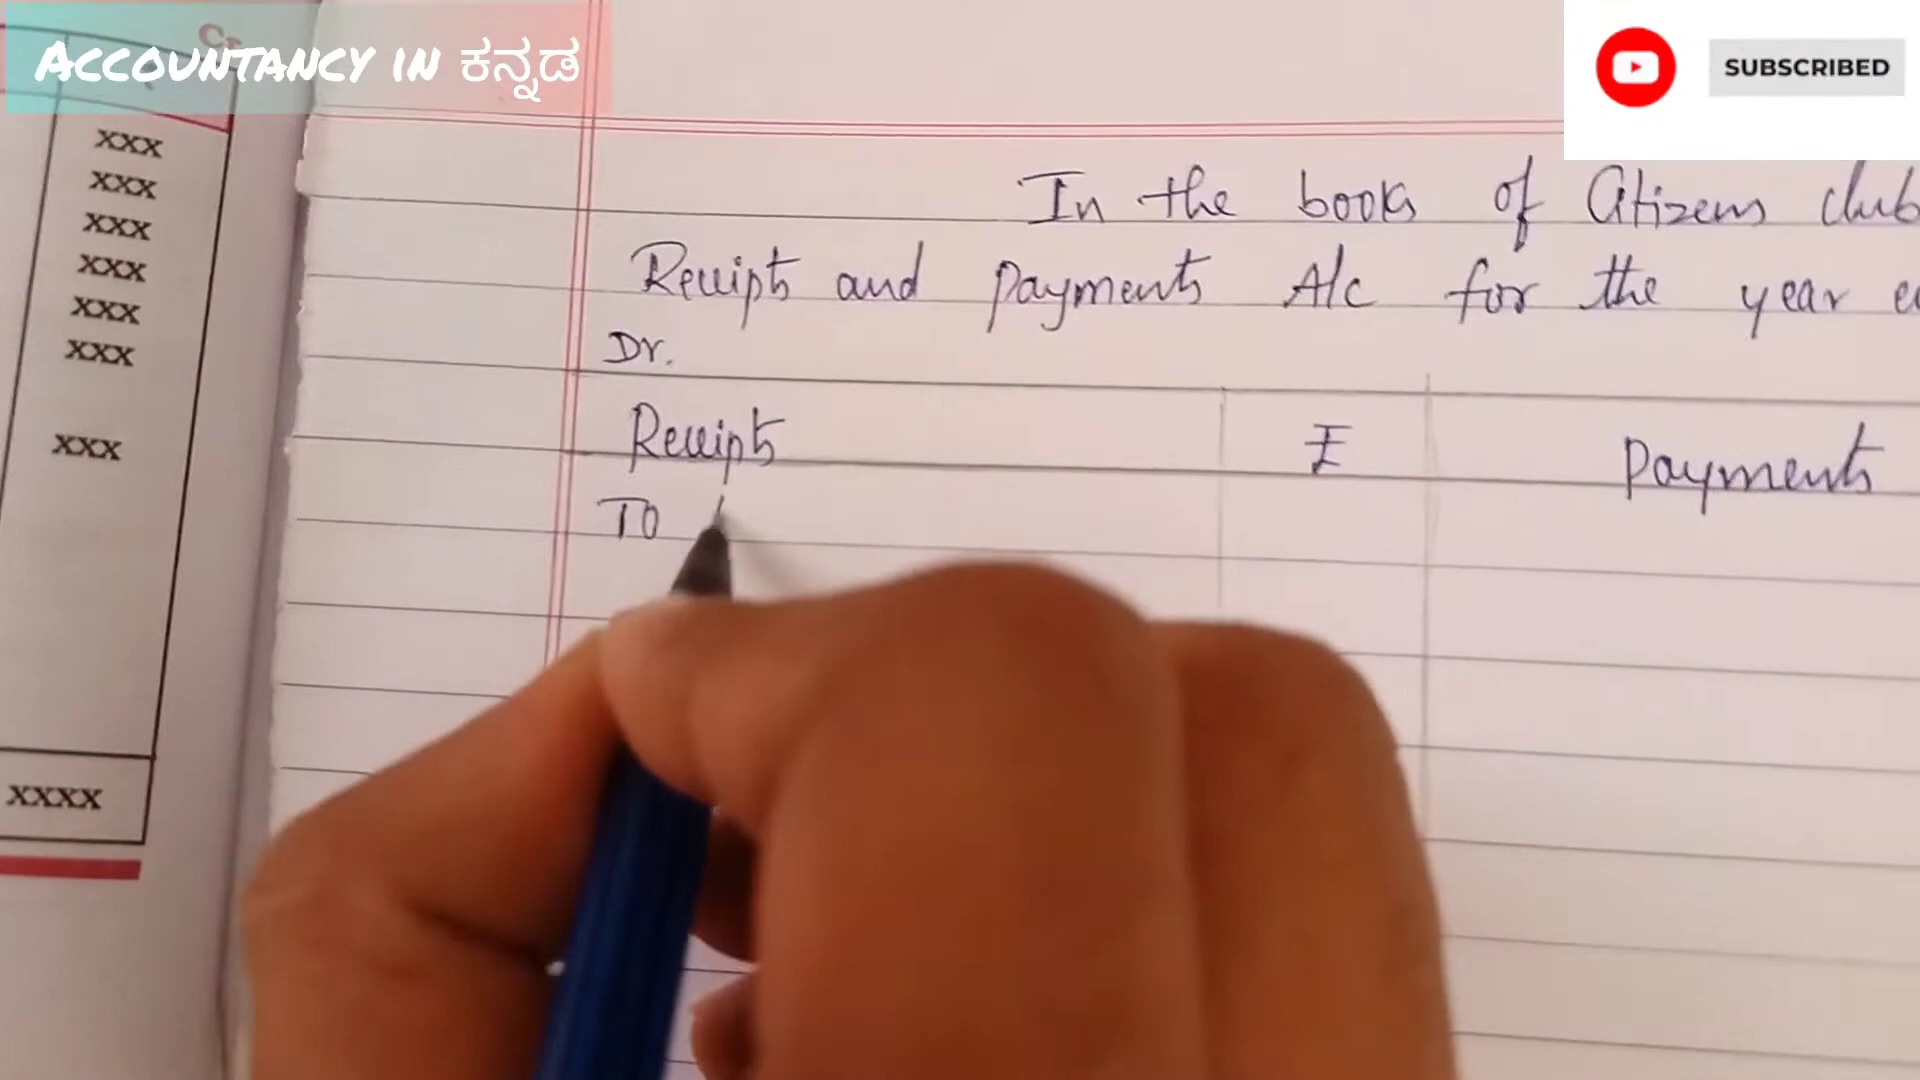 ACCOUNTANCY IN ಕನ್ನಡ
SUBSCRIBED
Cr
xxx
xxx
xxx
xxx
xxx
xxx
xxx
xxxx
In the books of Citizens club
Receipts and payments A/c for the year
Dr.
Receipts ₹ Payments
To